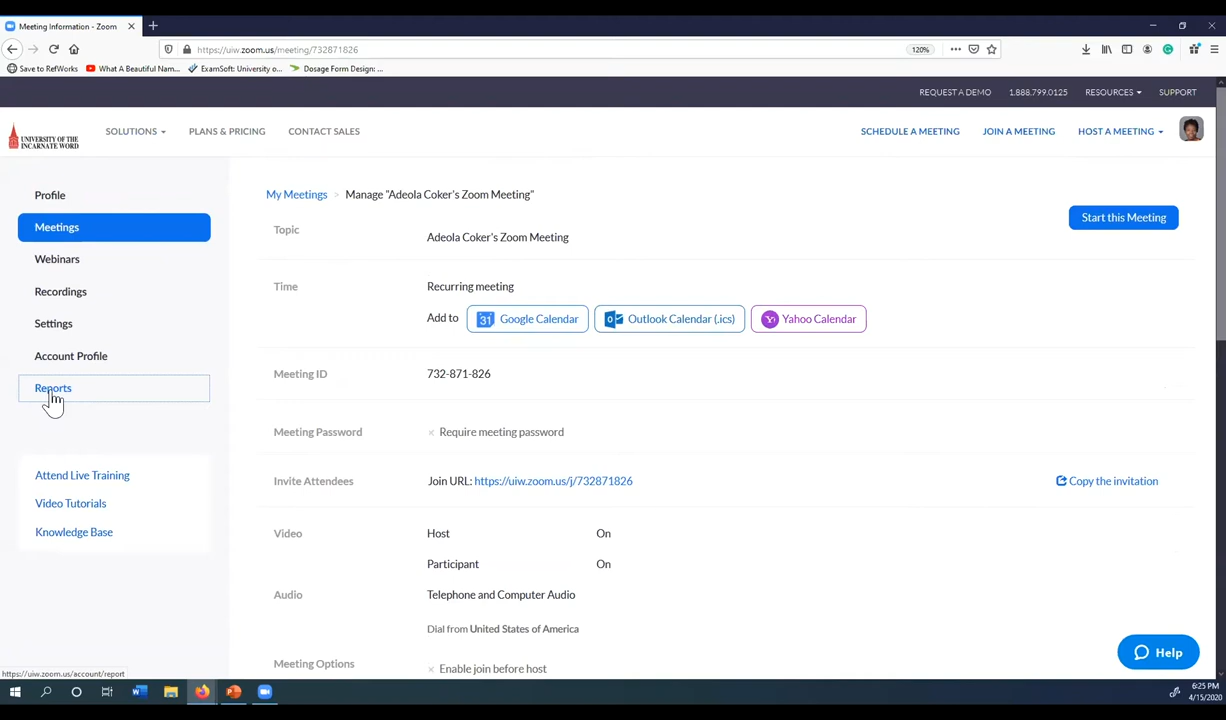 Meeting Information - Zoom
https://uiw.zoom.us/meeting/732871826
120%
Save to RefWorks
What A Beautiful Nam...
ExamSoft: University o...
Dosage Form Design: ...
REQUEST A DEMO 1.888.799.0125 RESOURCES SUPPORT
UNIVERSITY OF THE
INCARNATE WORD
SOLUTIONS PLANS & PRICING CONTACT SALES
SCHEDULE A MEETING JOIN A MEETING HOST A MEETING
Profile
Meetings
Webinars
Recordings
Settings
Account Profile
Reports
Attend Live Training
Video Tutorials
Knowledge Base
My Meetings > Manage "Adeola Coker's Zoom Meeting"
Start this Meeting
Topic Adeola Coker's Zoom Meeting
Time Recurring meeting
Add to 31 Google Calendar Outlook Calendar (.ics) Yahoo Calendar
Meeting ID 732-871-826
Meeting Password × Require meeting password
Invite Attendees Join URL: https://uiw.zoom.us/j/732871826 Copy the invitation
Video Host On
Participant On
Audio Telephone and Computer Audio
Dial from United States of America
Meeting Options × Enable join before host
Help
https://uiw.zoom.us/account/report
6:25 PM
4/15/2020